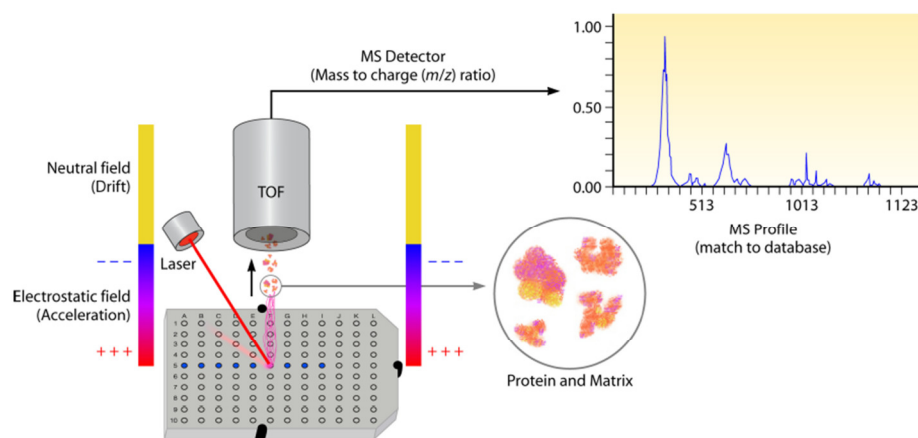 MS Detector
(Mass to charge (m/z) ratio)
1.00
0.50
0.00
513
1013
1123
MS Profile
(match to database)
Neutral field
(Drift)
TOF
Laser
Electrostatic field
(Acceleration)
+++
+++
A B C D E F G H I J K L
1
2
3
4
5
6
7
8
9
10
Protein and Matrix